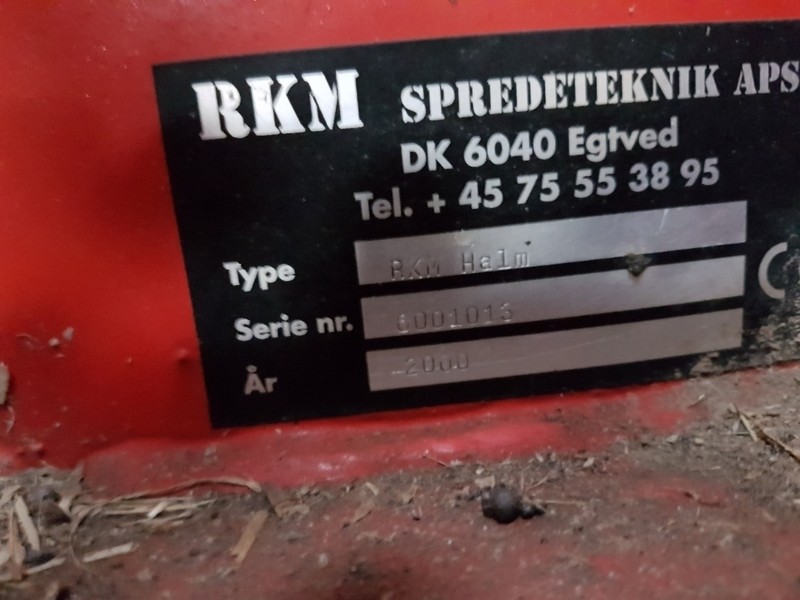 RKM SPREDETEKNIK APS
DK 6040 Egtved
Tel. + 45 75 55 38 95
Type RKM Halm
Serie nr. 6001015
År 2000